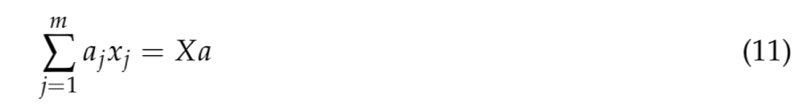 ∑_{j=1}^{m} a_j x_j = Xa (11)